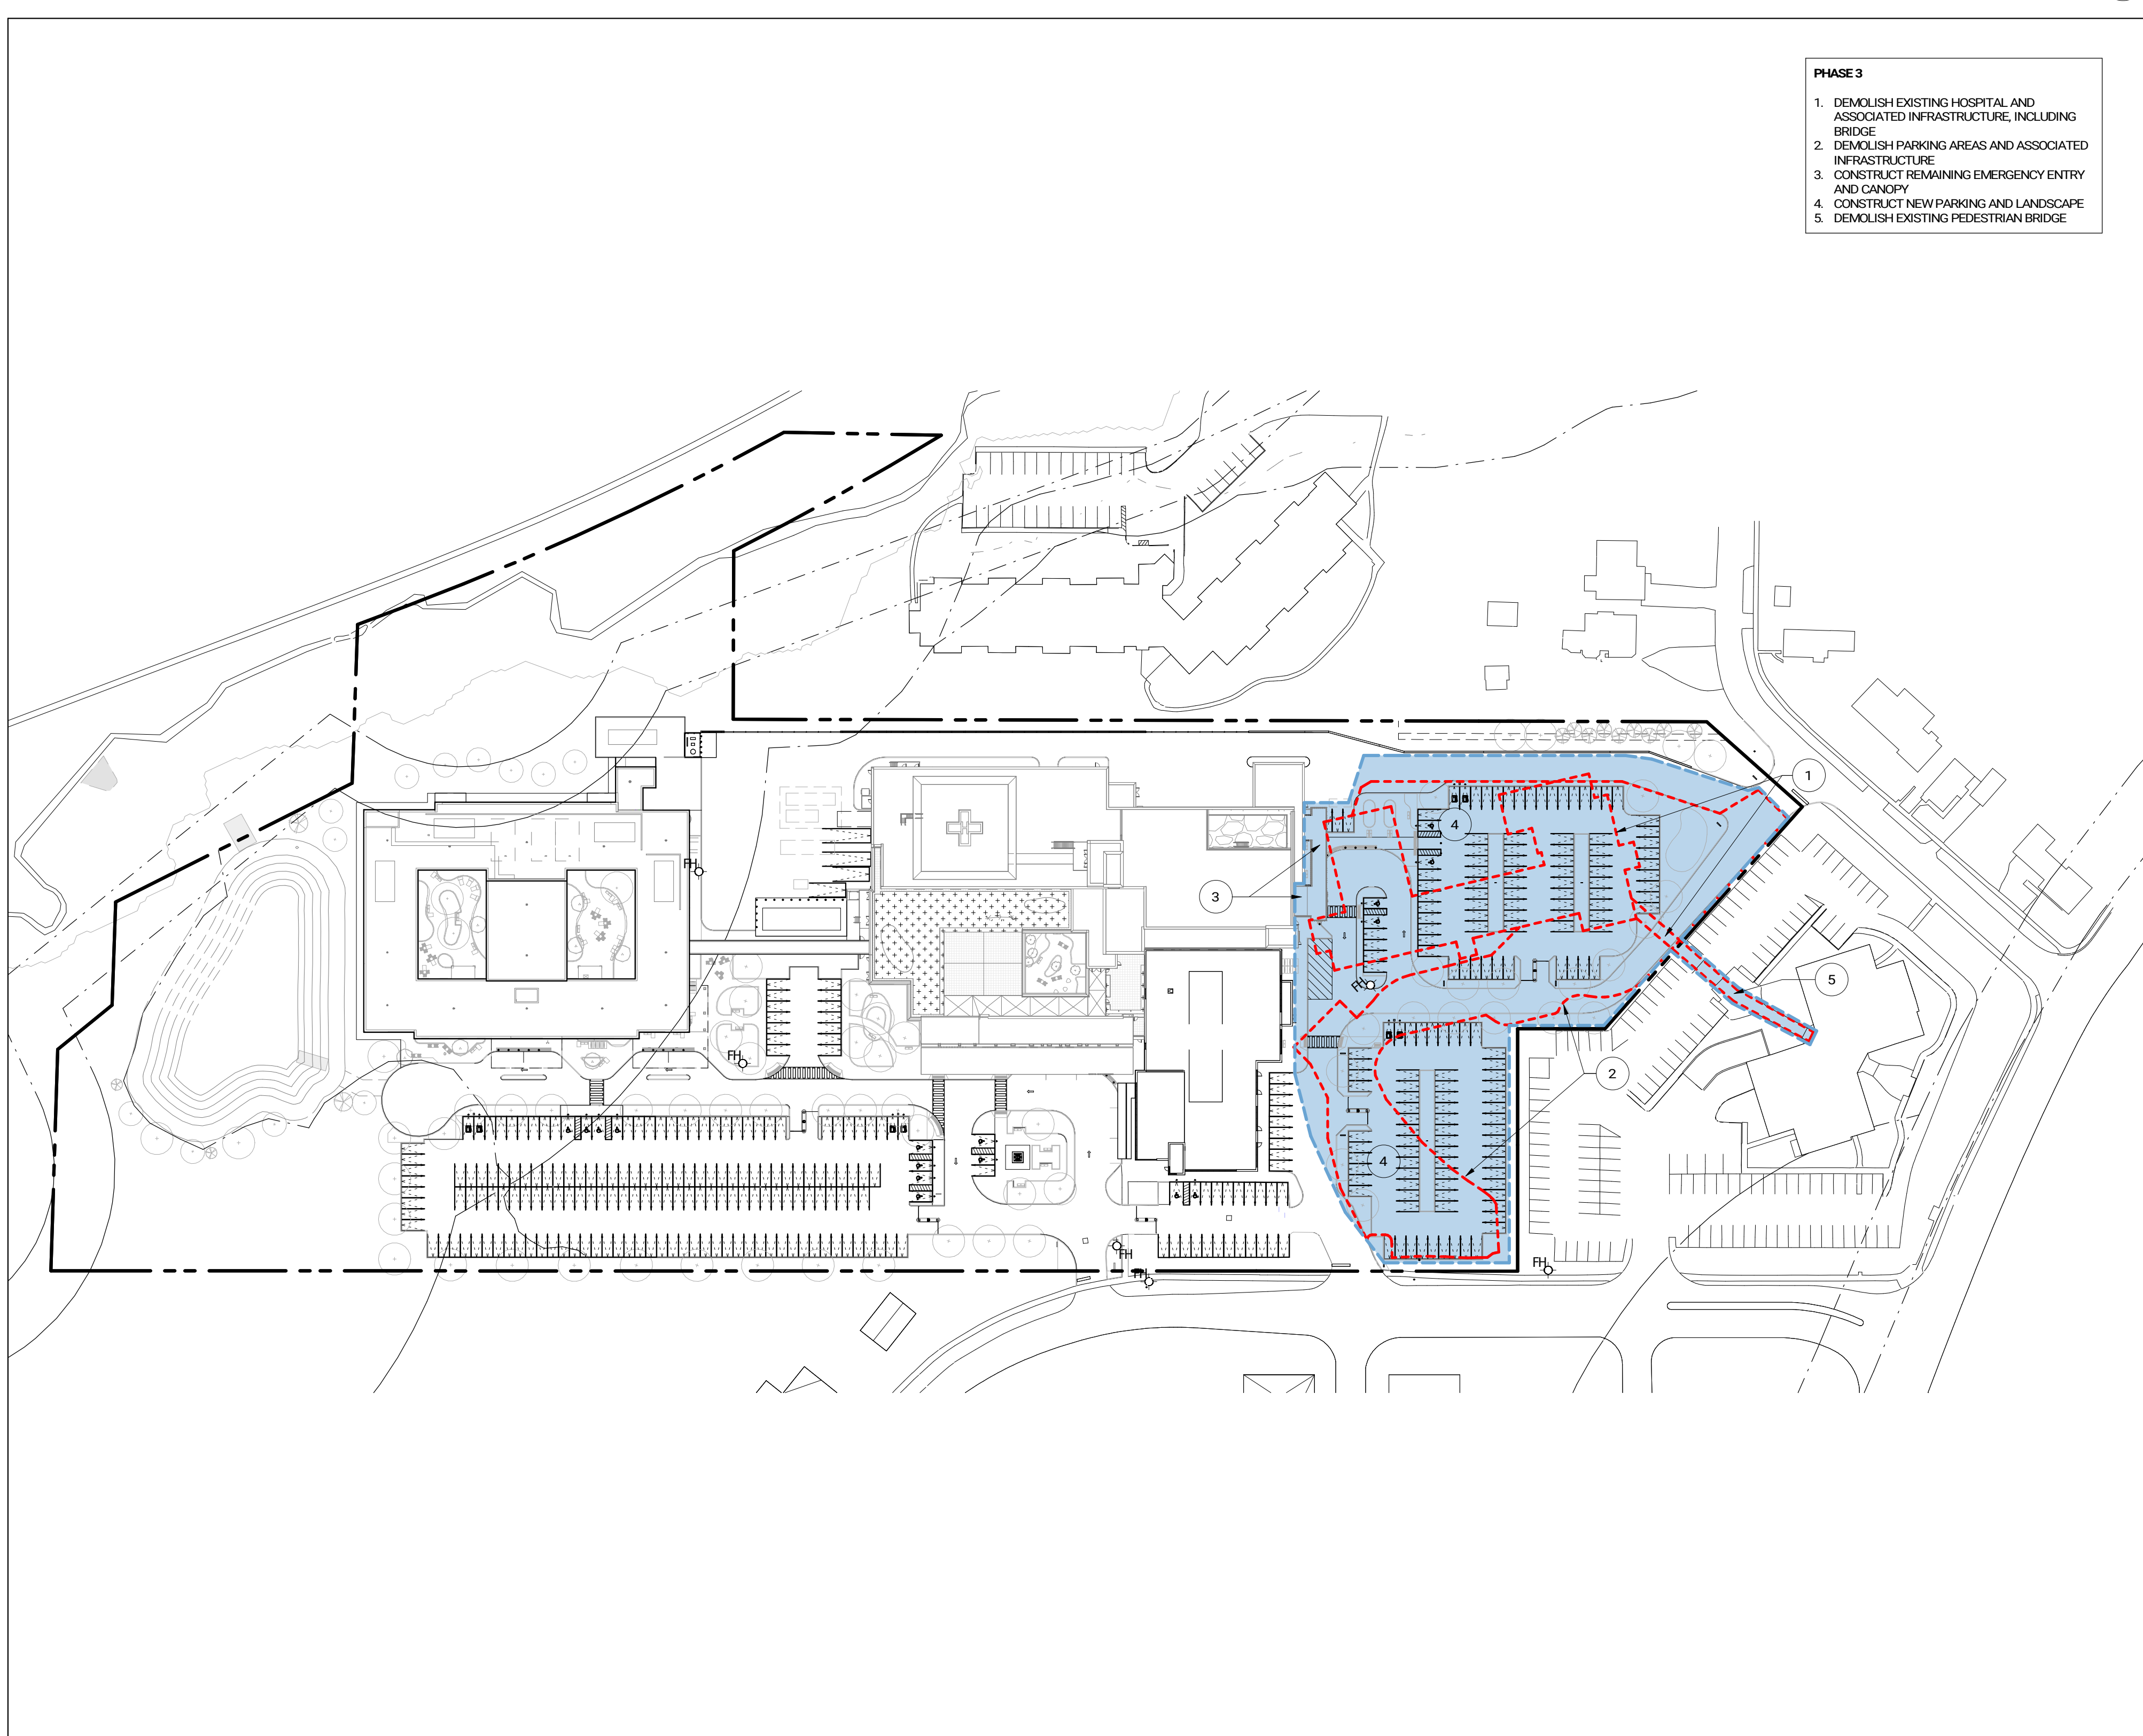 PHASE 3
1. DEMOLISH EXISTING HOSPITAL AND
ASSOCIATED INFRASTRUCTURE, INCLUDING
BRIDGE
2. DEMOLISH PARKING AREAS AND ASSOCIATED
INFRASTRUCTURE
3. CONSTRUCT REMAINING EMERGENCY ENTRY
AND CANOPY
4. CONSTRUCT NEW PARKING AND LANDSCAPE
5. DEMOLISH EXISTING PEDESTRIAN BRIDGE
1
4
FH
3
5
FH
FH
2
4
FH
FH
FH